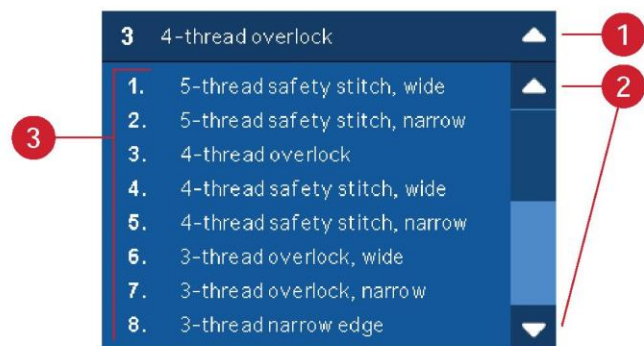 3 4-thread overlock
1. 5-thread safety stitch, wide
2. 5-thread safety stitch, narrow
3. 4-thread overlock
4. 4-thread safety stitch, wide
5. 4-thread safety stitch, narrow
6. 3-thread overlock, wide
7. 3-thread overlock, narrow
8. 3-thread narrow edge
1
2
3